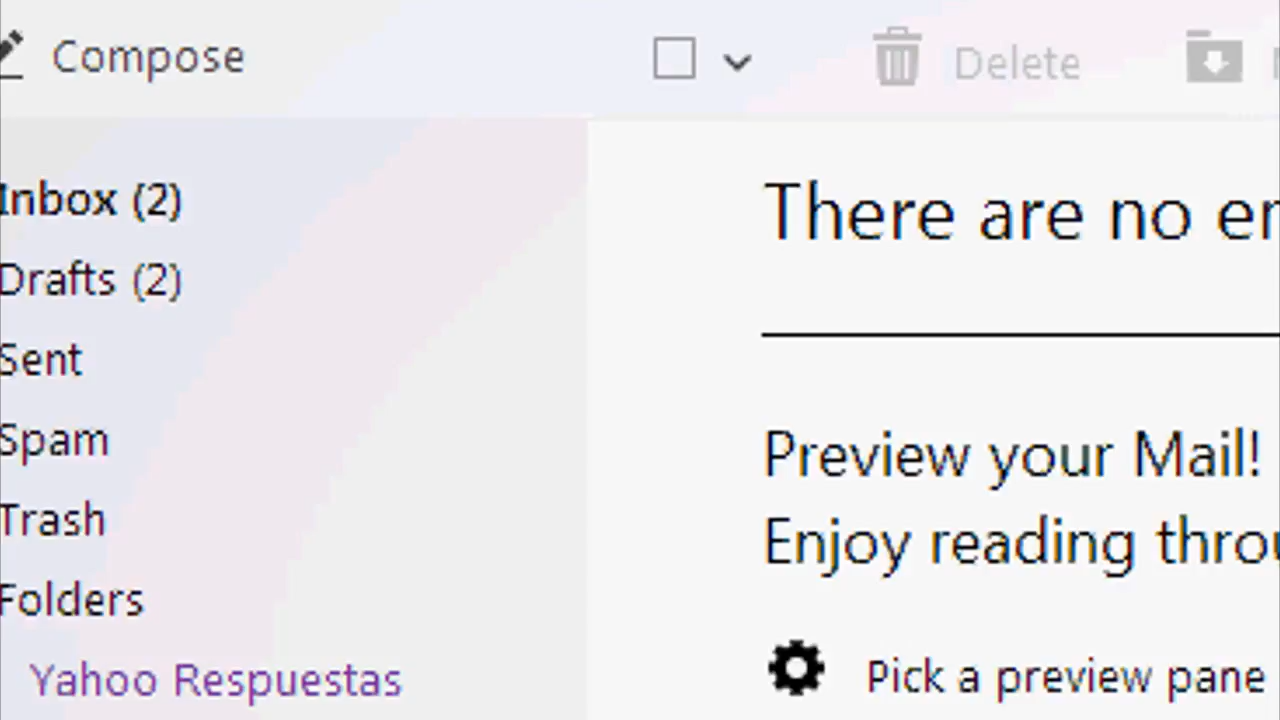 Compose
Delete
Inbox (2)
Drafts (2)
Sent
Spam
Trash
Folders
Yahoo Respuestas
There are no
Preview your Mail!
Enjoy reading
Pick a preview pane